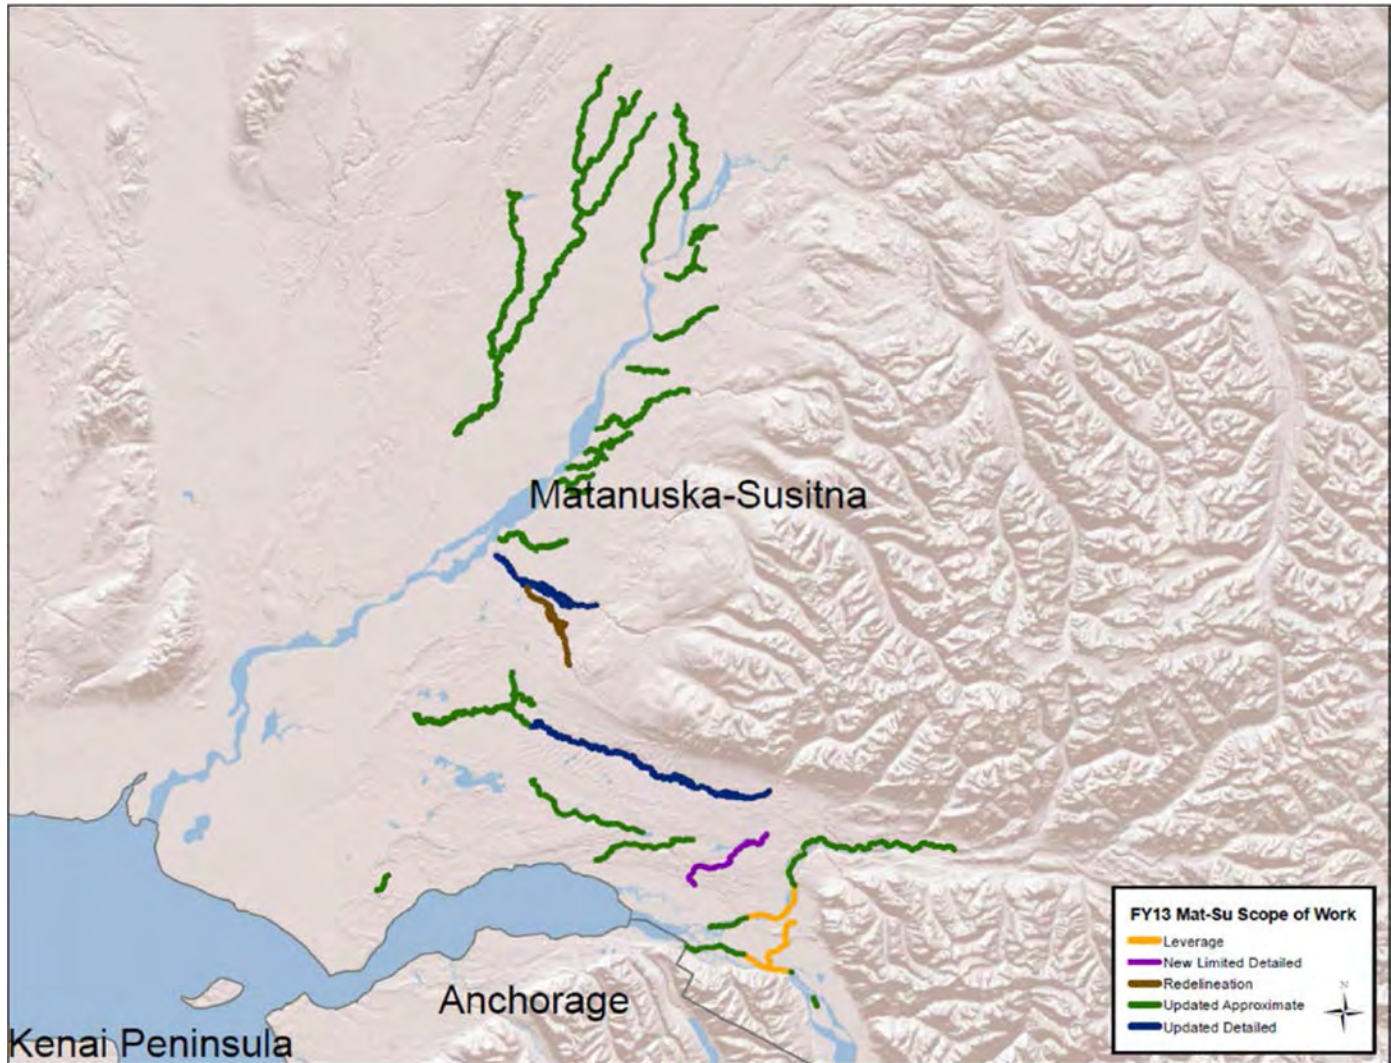 Matanuska-Susitna
Anchorage
Kenai Peninsula
FY13 Mat-Su Scope of Work
Leverage
New Limited Detailed
Redelineation
Updated Approximate
Updated Detailed
N